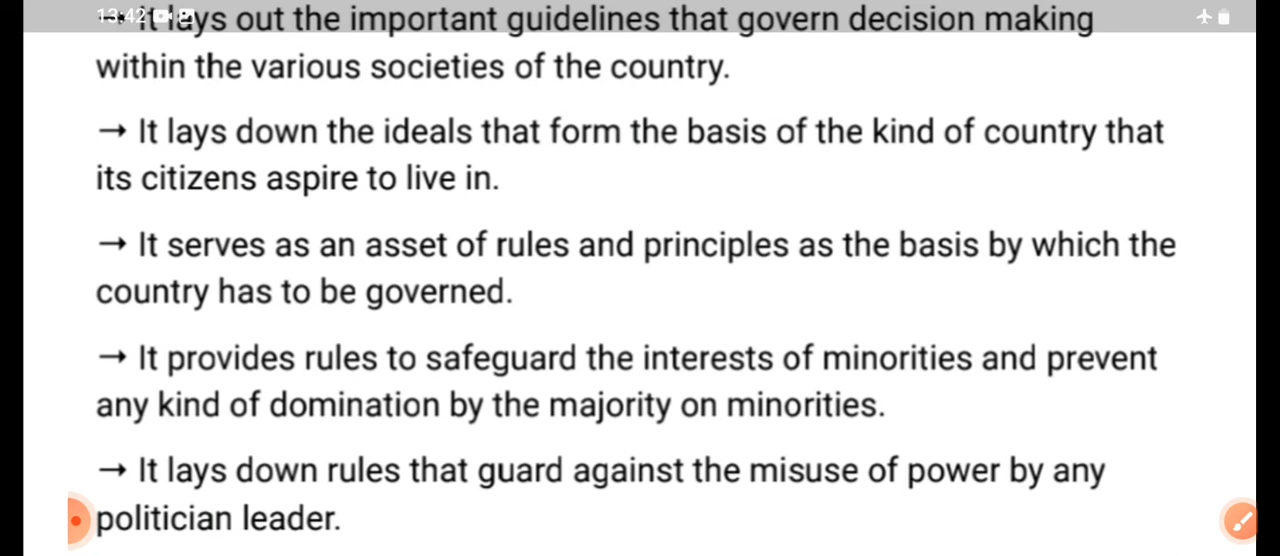 13:42
It lays out the important guidelines that govern decision making
within the various societies of the country.
→ It lays down the ideals that form the basis of the kind of country that
its citizens aspire to live in.
→ It serves as an asset of rules and principles as the basis by which the
country has to be governed.
→ It provides rules to safeguard the interests of minorities and prevent
any kind of domination by the majority on minorities.
→ It lays down rules that guard against the misuse of power by any
politician leader.